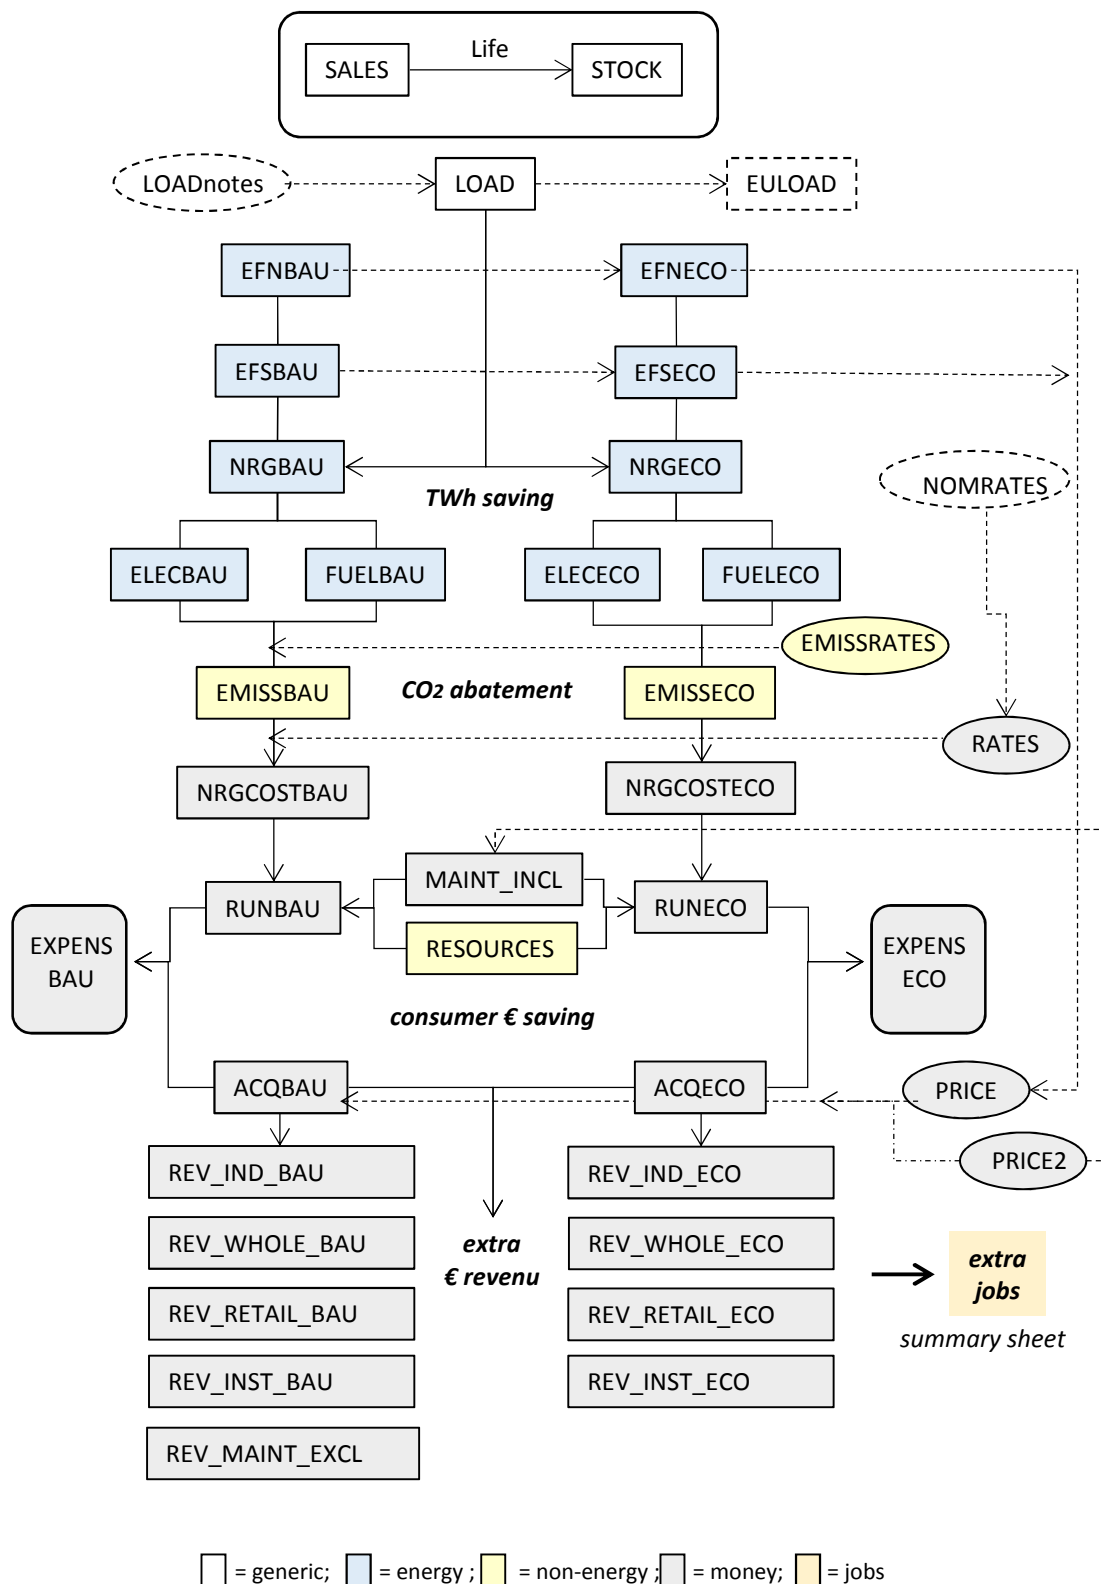 Life
SALES STOCK
LOADnotes LOAD EULOAD
EFNBAU EFNECO
EFSBAU EFSECO
NRGBAU NRGECO
TWh saving
NOMRATES
ELECBAU FUELBAU ELECECO FUELECO
EMISSRATES
EMISSBAU CO2 abatement EMISSECO
RATES
NRGCOSTBAU NRGCOSTECO
MAINT_INCL
RUNBAU RUNECO
RESOURCES
EXPENS
BAU
EXPENS
ECO
consumer € saving
ACQBAU ACQECO PRICE
REV_IND_BAU REV_IND_ECO PRICE2
REV_WHOLE_BAU REV_WHOLE_ECO
extra
€ revenu
extra
jobs
REV_RETAIL_BAU REV_RETAIL_ECO
summary sheet
REV_INST_BAU REV_INST_ECO
REV_MAINT_EXCL
= generic; = energy ; = non-energy ; = money; = jobs